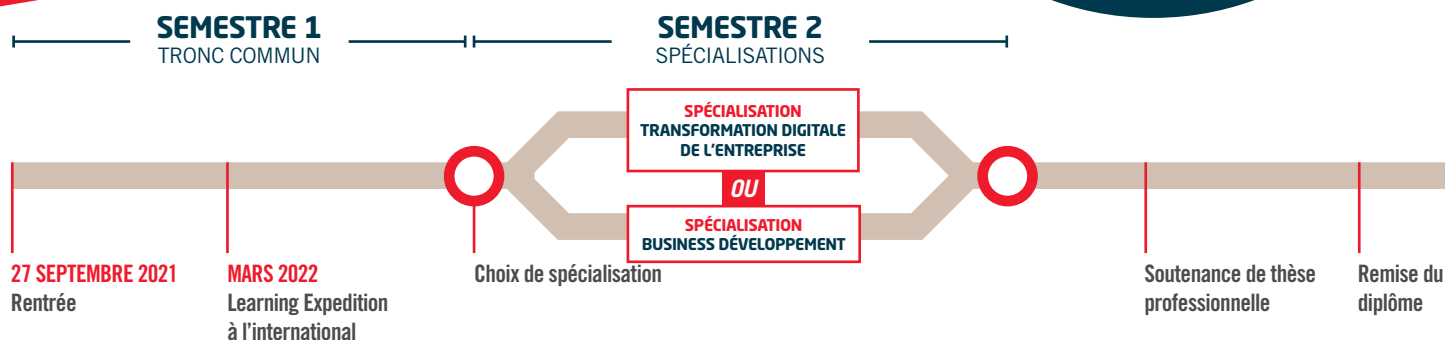 SEMESTRE 1
TRONC COMMUN
SEMESTRE 2
SPÉCIALISATIONS
SPÉCIALISATION
TRANSFORMATION DIGITALE
DE L'ENTREPRISE
OU
SPÉCIALISATION
BUSINESS DÉVELOPPEMENT
27 SEPTEMBRE 2021
Rentrée
MARS 2022
Learning Expedition
à l'international
Choix de spécialisation
Soutenance de thèse
professionnelle
Remise du
diplôme